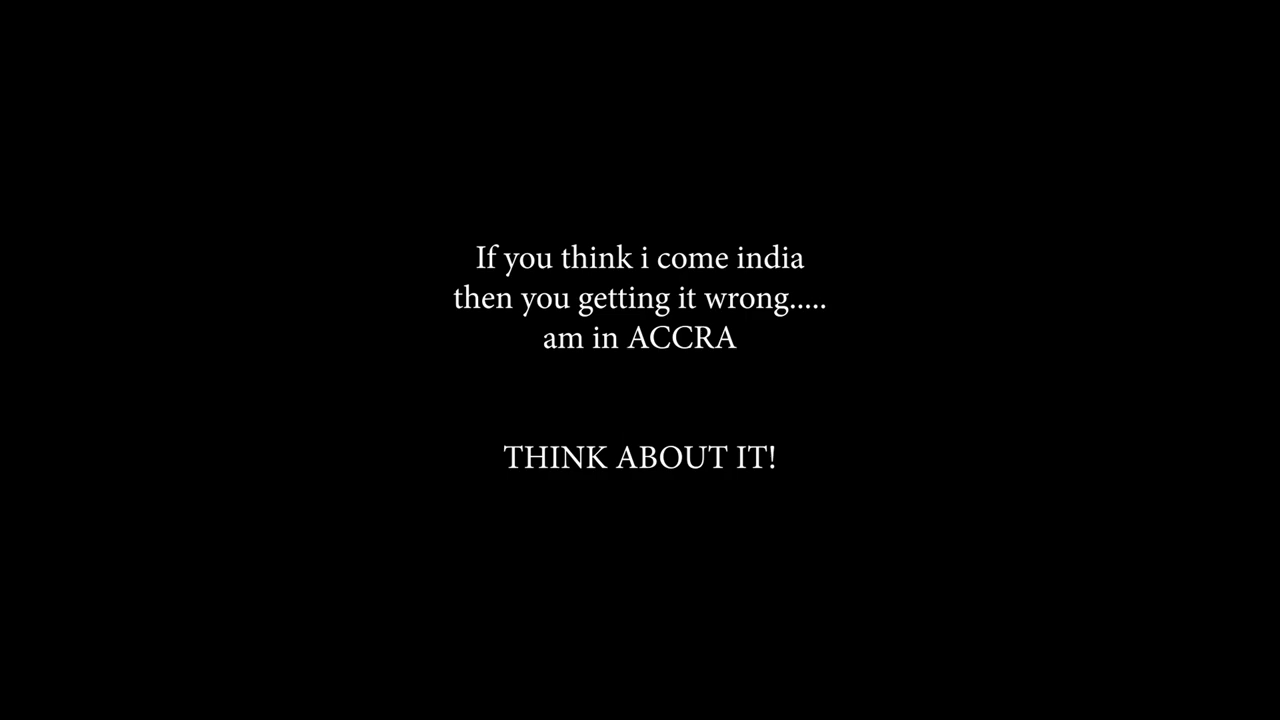 If you think i come india
then you getting it wrong.....
am in ACCRA
THINK ABOUT IT!